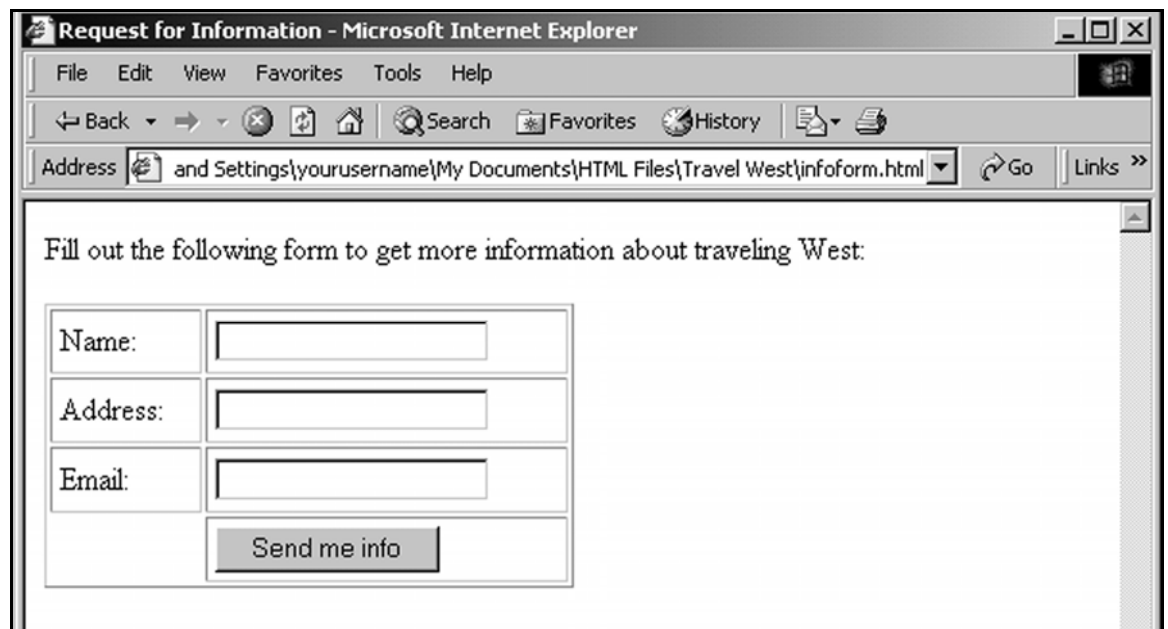 Request for Information - Microsoft Internet Explorer
File Edit View Favorites Tools Help
Back Search Favorites History
Address and Settings\yourusername\My Documents\HTML Files\Travel West\infoform.html Go Links »
Fill out the following form to get more information about traveling West:
Name:
Address:
Email:
Send me info